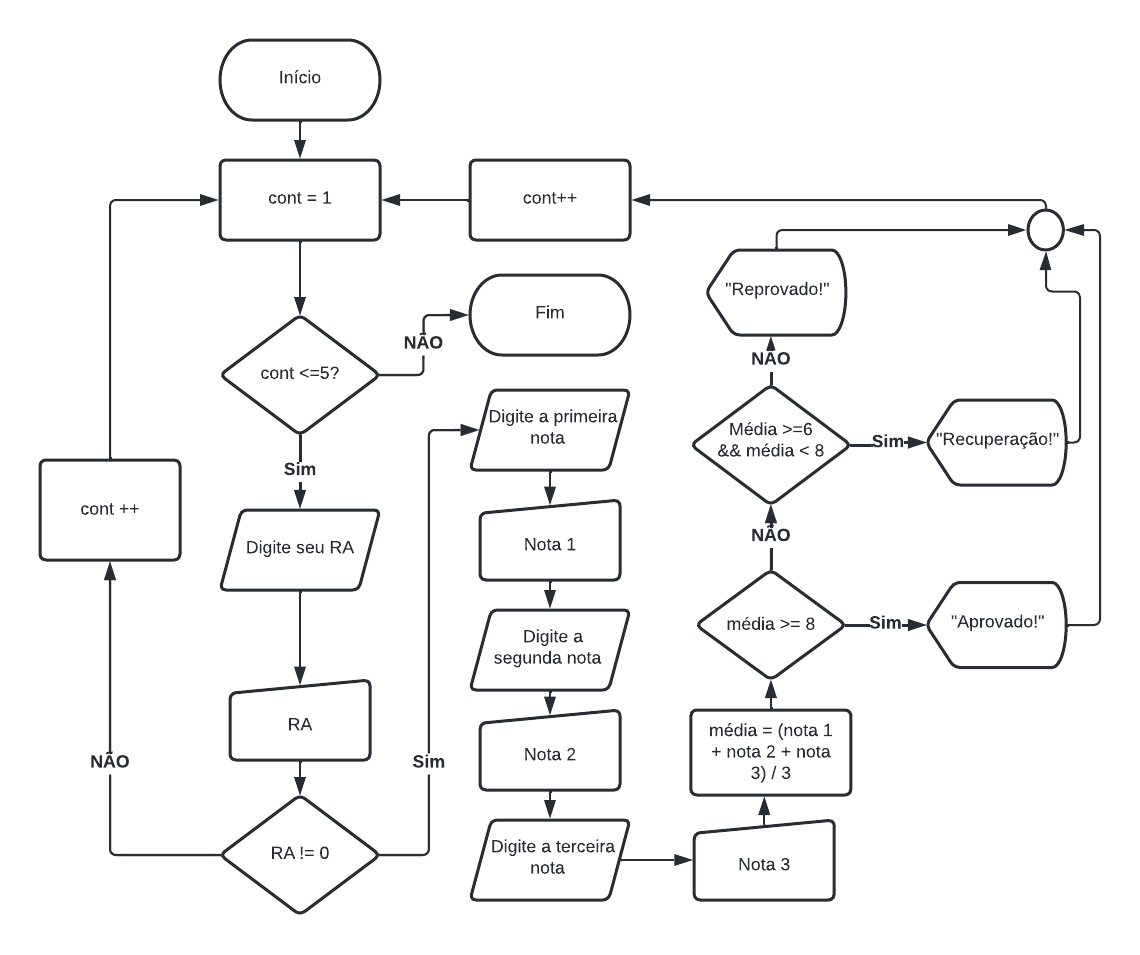 Início
cont = 1
cont++
"Reprovado!"
Fim
NÃO
cont <=5?
NÃO
Digite a primeira
nota
Média >=6
&& média < 8
Sim
"Recuperação!"
Sim
cont ++
Digite seu RA
Nota 1
NÃO
Digite a
segunda nota
média >= 8
Sim
"Aprovado!"
RA
Nota 2
média = (nota 1
+ nota 2 + nota
3) / 3
NÃO
Sim
RA != 0
Digite a terceira
nota
Nota 3